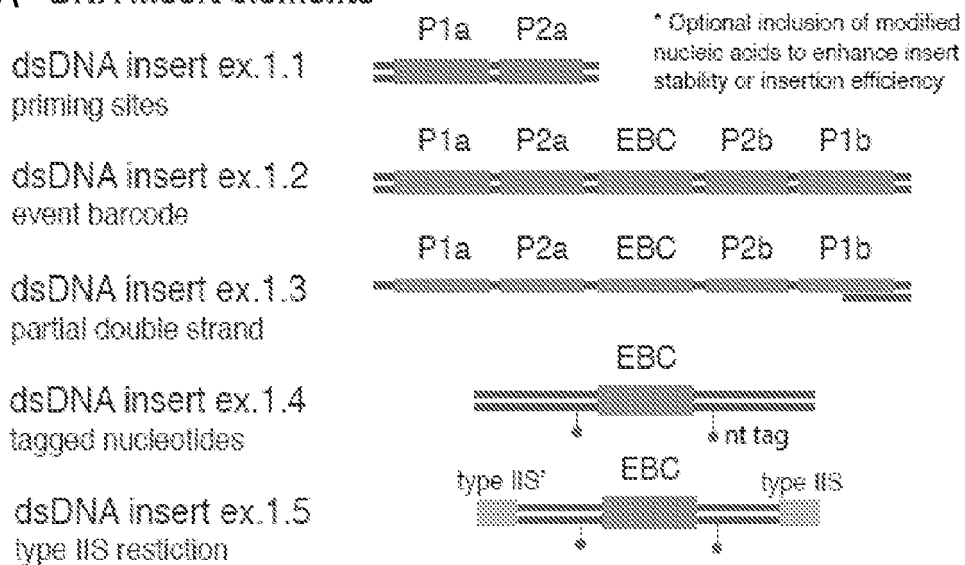 P1a P2a
* Optional inclusion of modified
nucleic acids to enhance insert
stability or insertion efficiency
dsDNA insert ex.1.1
priming sites
P1a P2a EBC P2b P1b
dsDNA insert ex.1.2
event barcode
P1a P2a EBC P2b P1b
dsDNA insert ex.1.3
partial double strand
EBC
dsDNA insert ex.1.4
tagged nucleotides
nt tag
type IIS' EBC type IIS
dsDNA insert ex.1.5
type IIS restiction